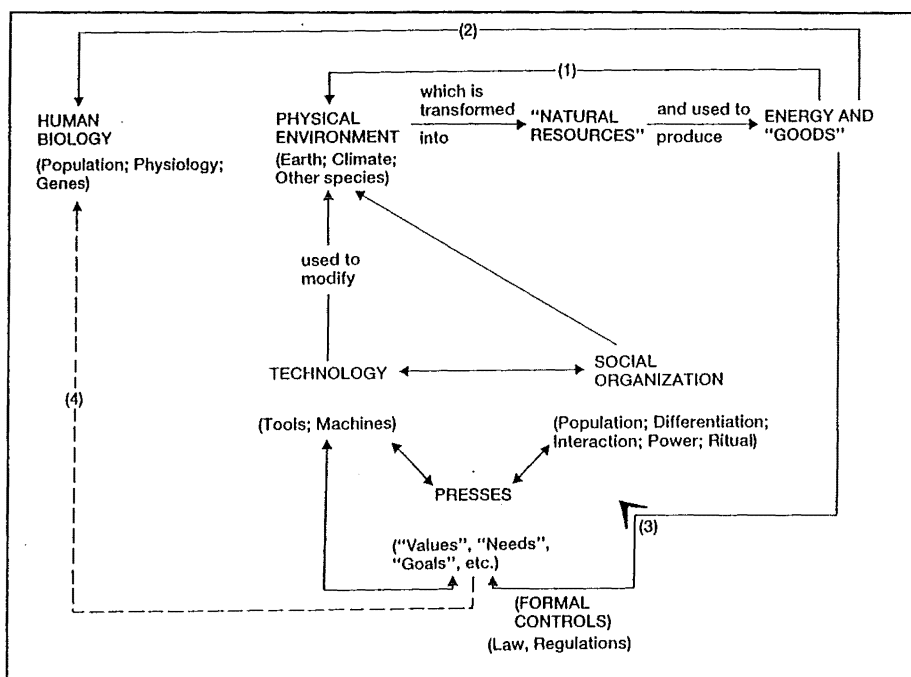 (2)
(1)
HUMAN
BIOLOGY
(Population; Physiology;
Genes)
PHYSICAL
ENVIRONMENT
(Earth; Climate;
Other species)
which is
transformed
into
"NATURAL
RESOURCES"
and used to
produce
ENERGY AND
"GOODS"
used to
modify
TECHNOLOGY
(Tools; Machines)
SOCIAL
ORGANIZATION
(Population; Differentiation;
Interaction; Power; Ritual)
(4)
PRESSES
("Values", "Needs",
"Goals", etc.)
(3)
(FORMAL
CONTROLS)
(Law, Regulations)